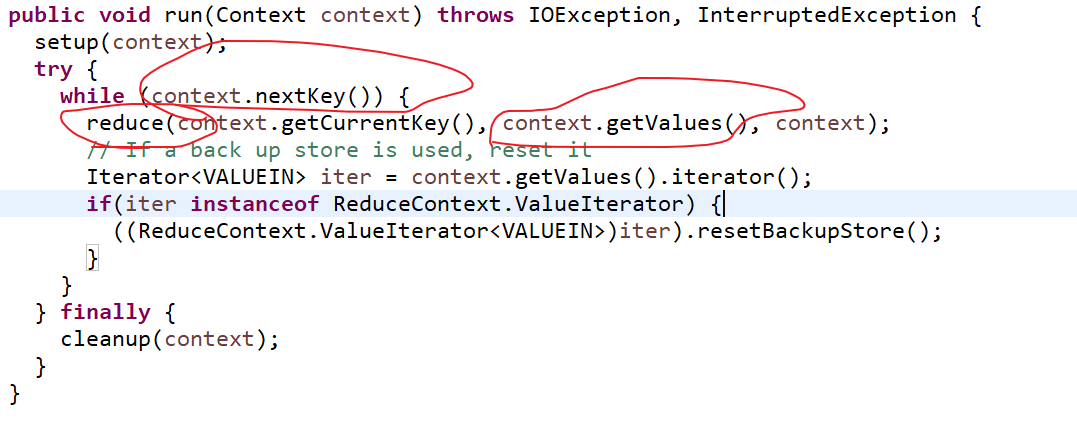 public void run(Context context) throws IOException, InterruptedException {
setup(context);
try {
while (context.nextKey()) {
reduce(context.getCurrentKey(), context.getValues(), context);
// If a back up store is used, reset it
Iterator<VALUEIN> iter = context.getValues().iterator();
if(iter instanceof ReduceContext.ValueIterator) {
((ReduceContext.ValueIterator<VALUEIN>)iter).resetBackupStore();
}
}
} finally {
cleanup(context);
}
}